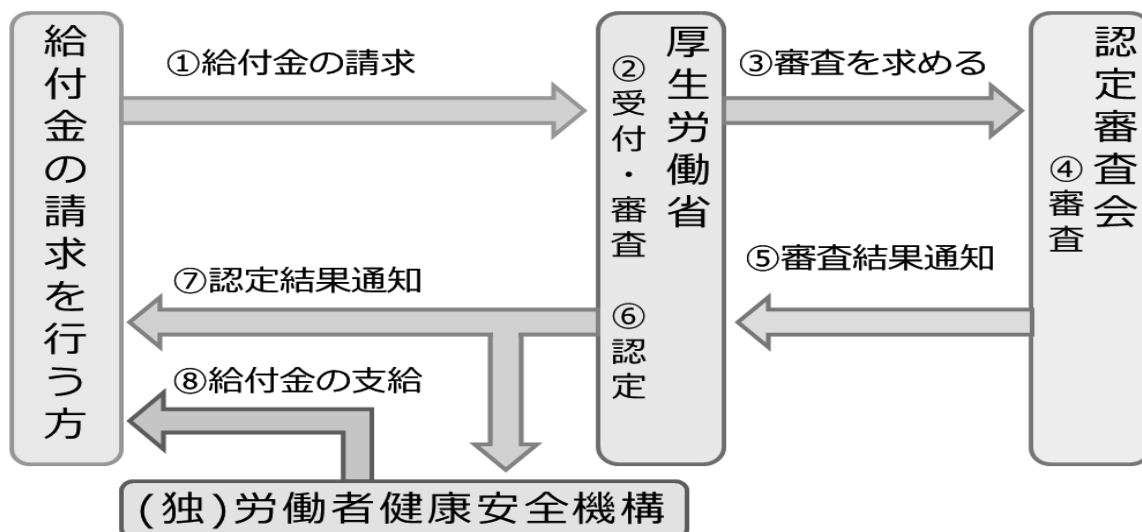 給付金の請求を行う方
①給付金の請求
②受付・審査
厚生労働省
③審査を求める
認定審査会
④審査
⑤審査結果通知
⑥認定
⑦認定結果通知
⑧給付金の支給
(独)労働者健康安全機構